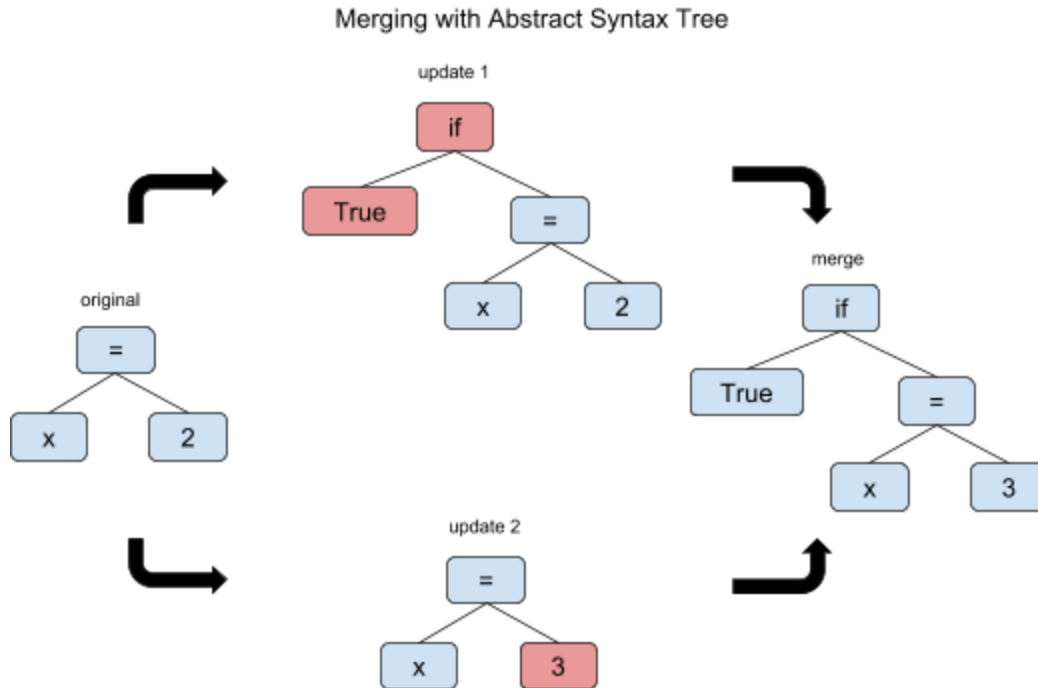 Merging with Abstract Syntax Tree
update 1
if
True
=
x
2
original
=
x
2
update 2
=
x
3
merge
if
True
=
x
3